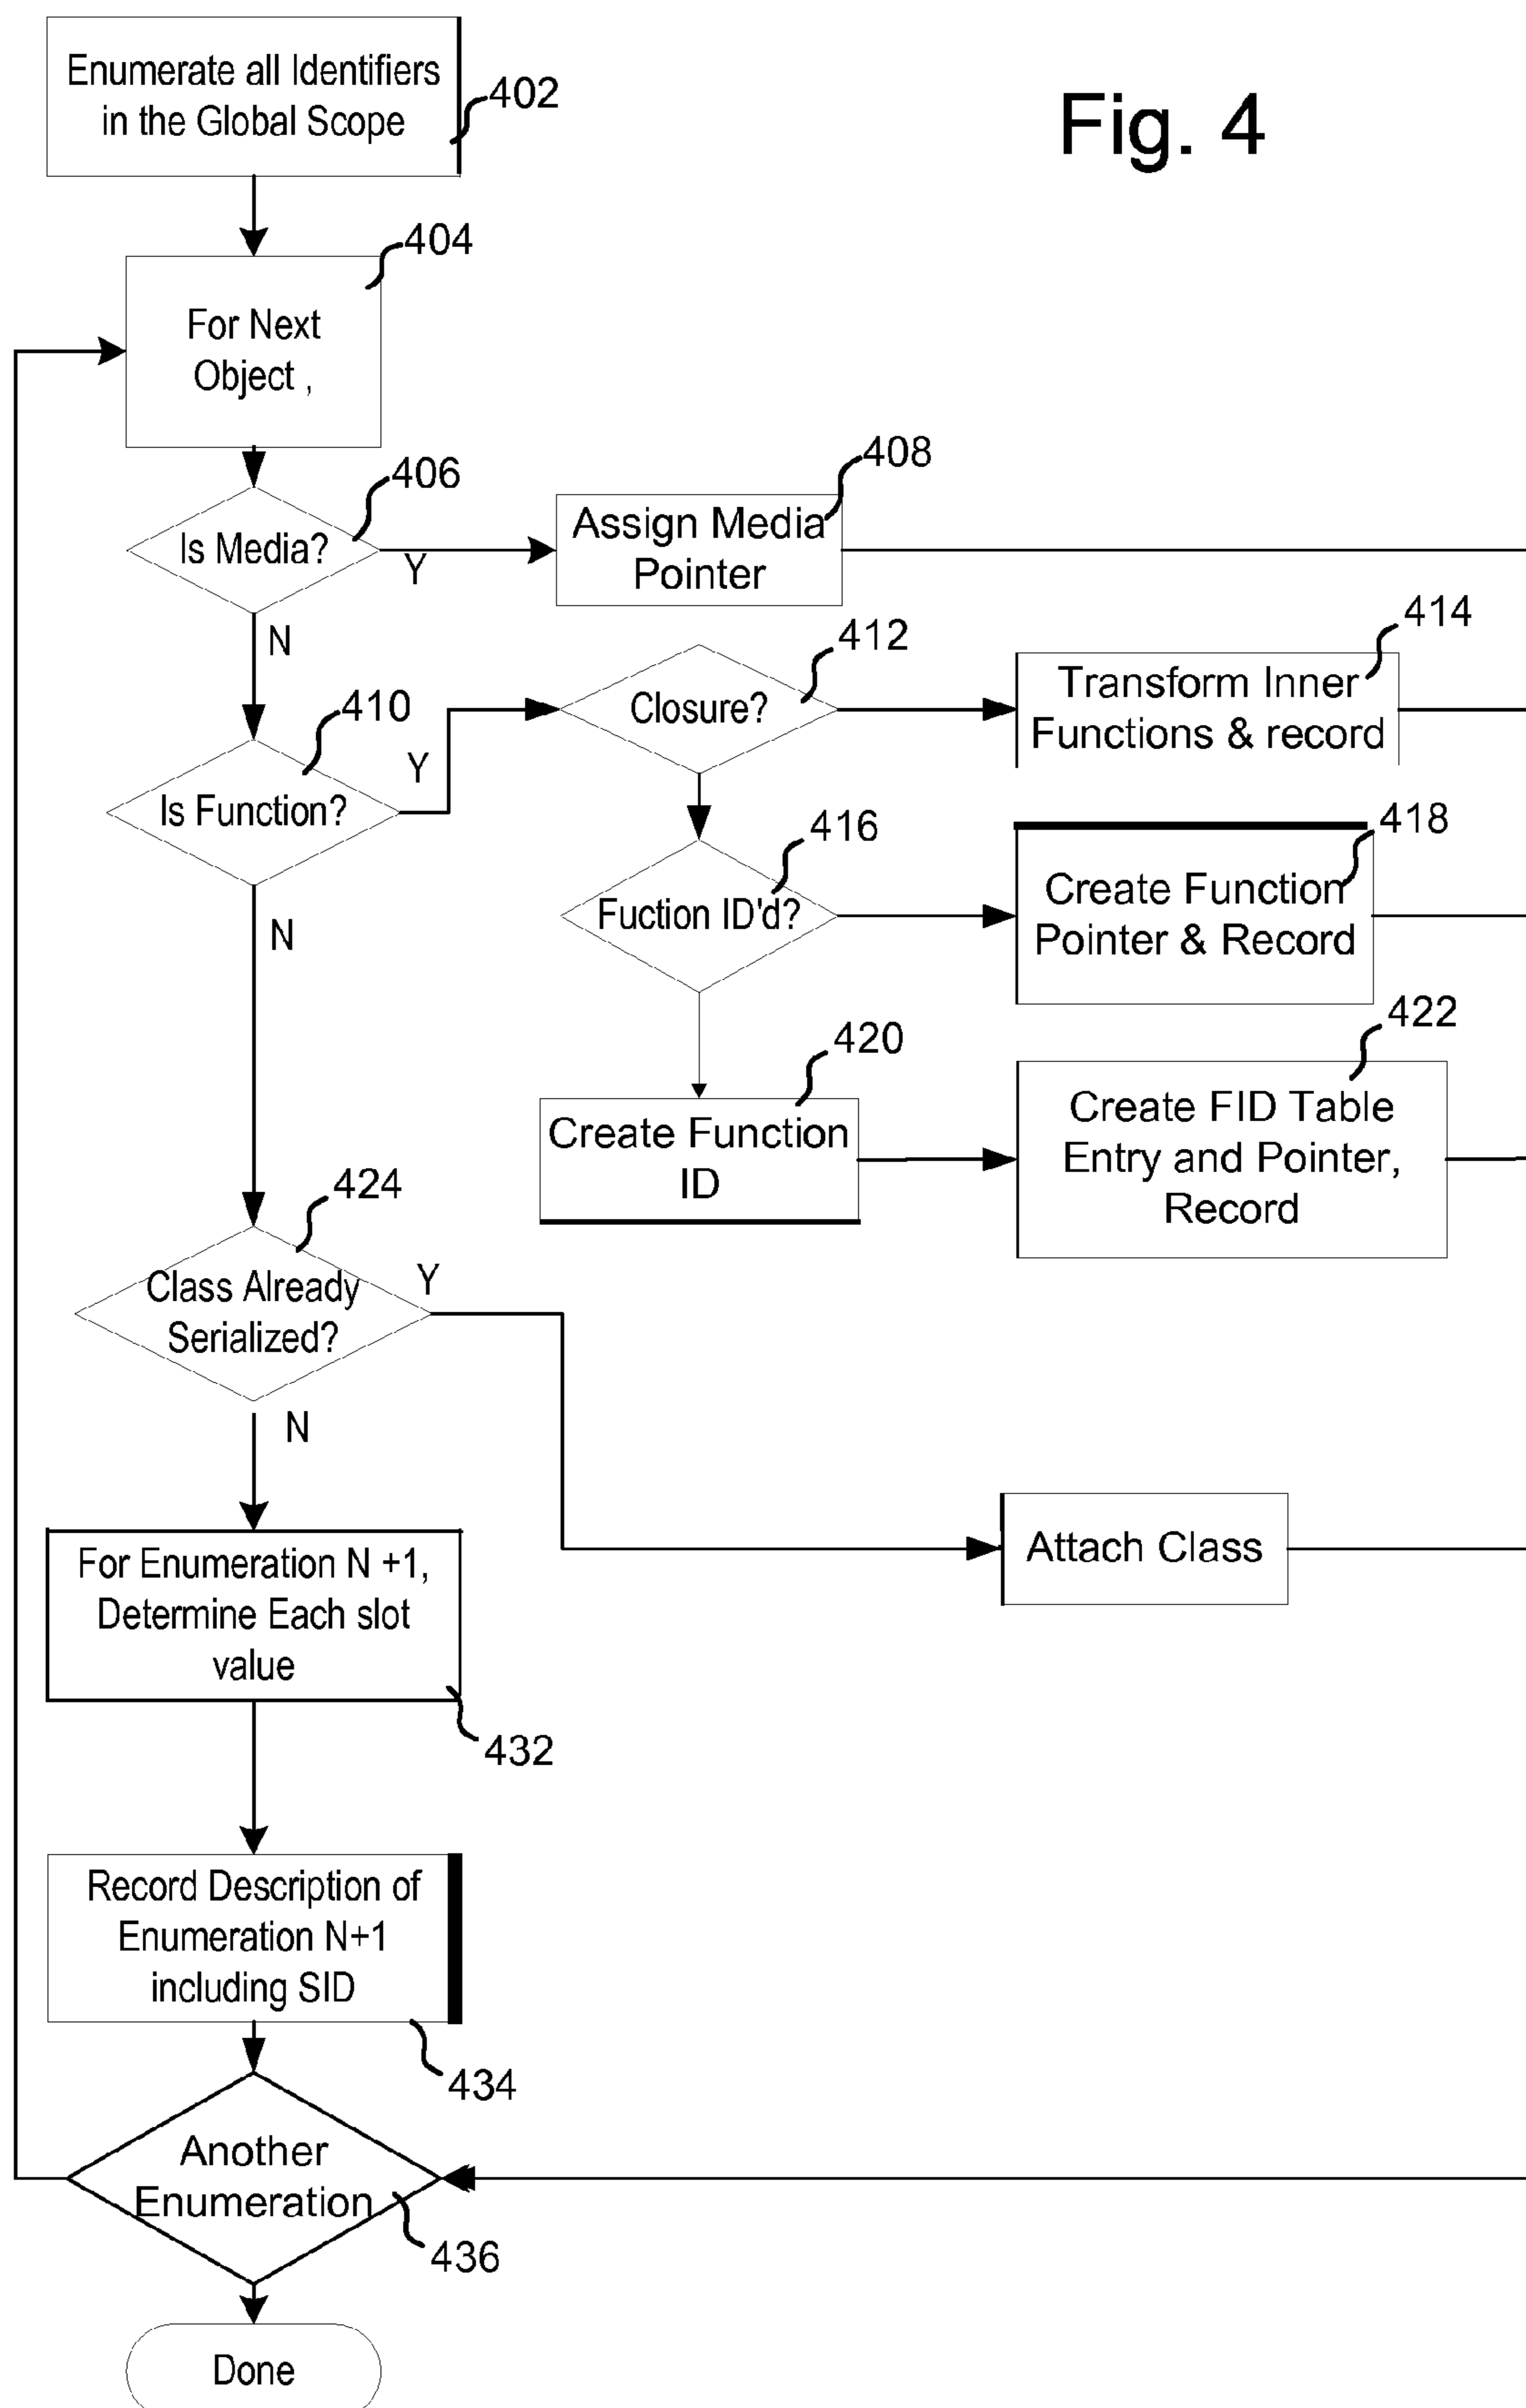 Fig. 4
Enumerate all Identifiers
in the Global Scope
402
404
For Next
Object ,
406
Is Media?
Y
N
408
Assign Media
Pointer
410
Is Function?
Y
N
412
Closure?
414
Transform Inner
Functions & record
416
Fuction ID'd?
418
Create Function
Pointer & Record
420
Create Function
ID
422
Create FID Table
Entry and Pointer,
Record
424
Class Already
Serialized?
Y
N
Attach Class
For Enumeration N +1,
Determine Each slot
value
432
Record Description of
Enumeration N+1
including SID
434
Another
Enumeration
436
Done